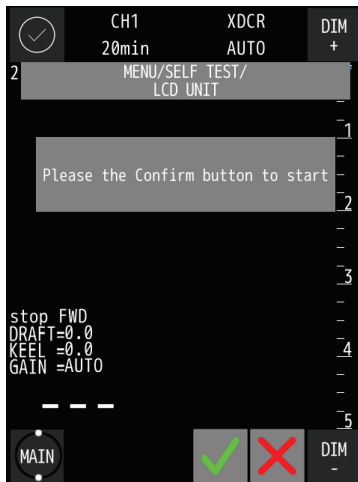 CH1 XDCR DIM
20min AUTO +
2 MENU/SELF TEST/
LCD UNIT
1
Please the Confirm button to start
2
3
stop FWD
DRAFT=0.0
KEEL =0.0
GAIN =AUTO
4
– – –
5
MAIN DIM
-